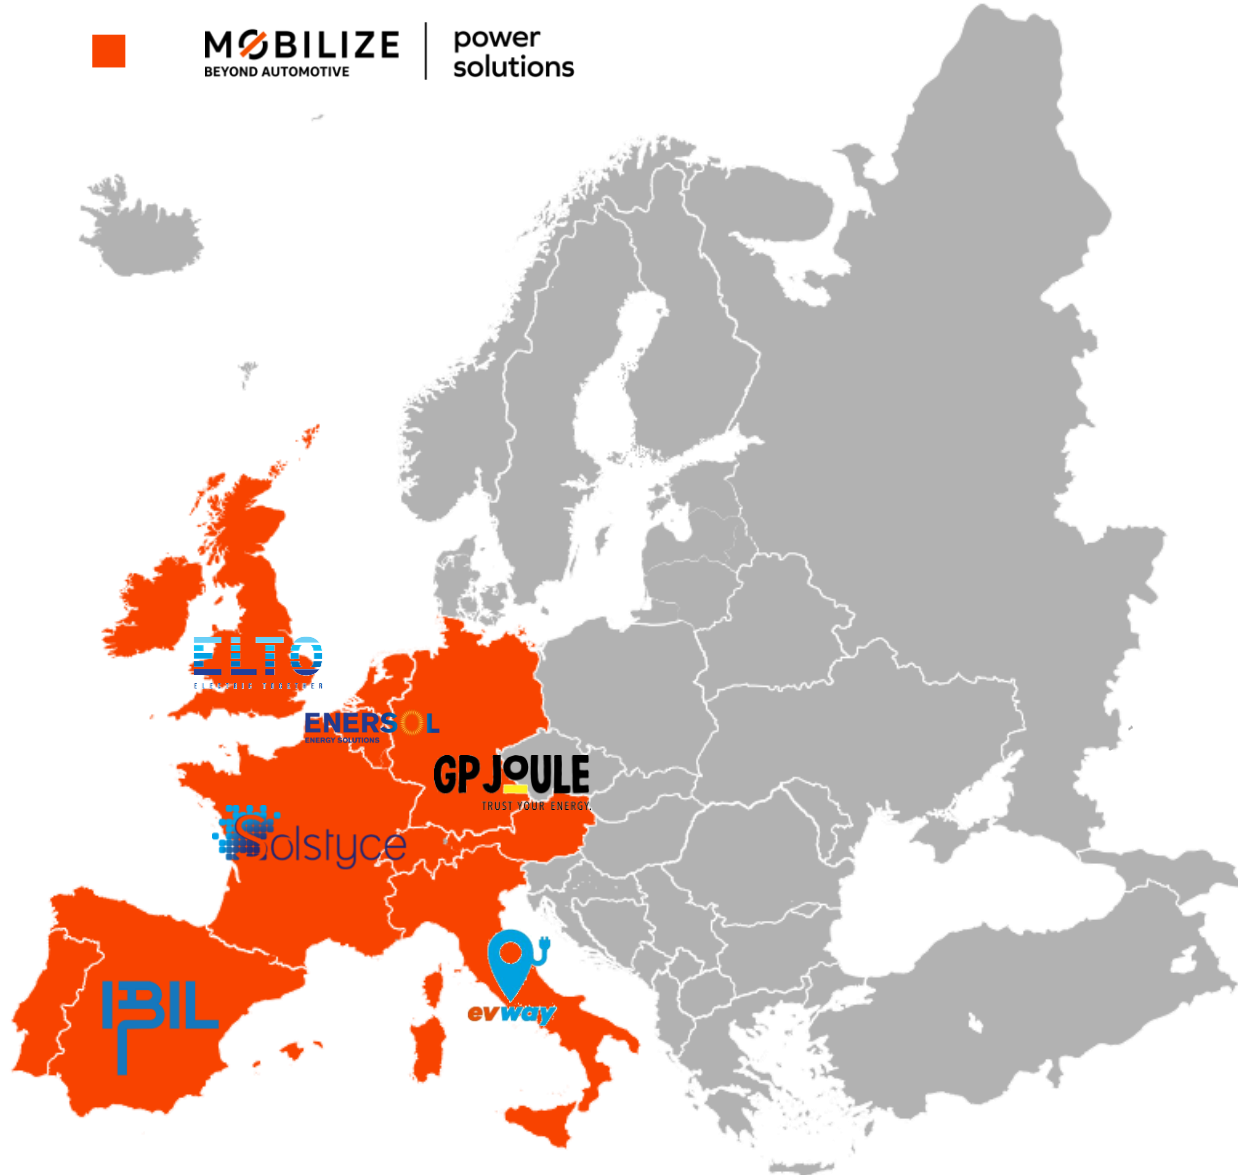 MOBILIZE
BEYOND AUTOMOTIVE
power
solutions
ELTO
ENERSOL
ENERGY SOLUTIONS
GP JOULE
TRUST YOUR ENERGY.
Solstyce
IBIL
evway